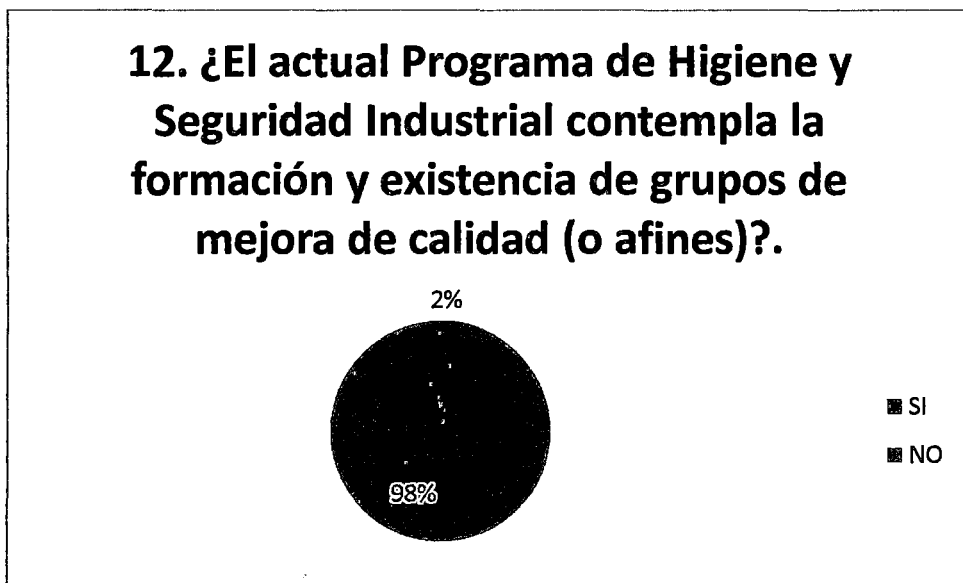 12. ¿El actual Programa de Higiene y
Seguridad Industrial contempla la
formación y existencia de grupos de
mejora de calidad (o afines)?.
2%
98%
SI
NO